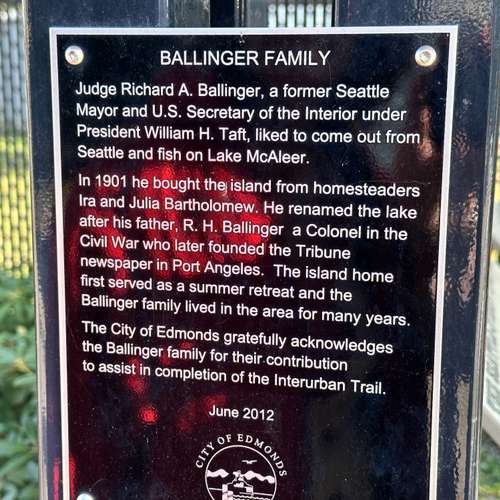 BALLINGER FAMILY
Judge Richard A. Ballinger, a former Seattle
Mayor and U.S. Secretary of the Interior under
President William H. Taft, liked to come out from
Seattle and fish on Lake McAleer.
In 1901 he bought the island from homesteaders
Ira and Julia Bartholomew. He renamed the lake
after his father, R. H. Ballinger a Colonel in the
Civil War who later founded the Tribune
newspaper in Port Angeles. The island home
first served as a summer retreat and the
Ballinger family lived in the area for many years.
The City of Edmonds gratefully acknowledges
the Ballinger family for their contribution
to assist in completion of the Interurban Trail.
June 2012
CITY OF EDMONDS